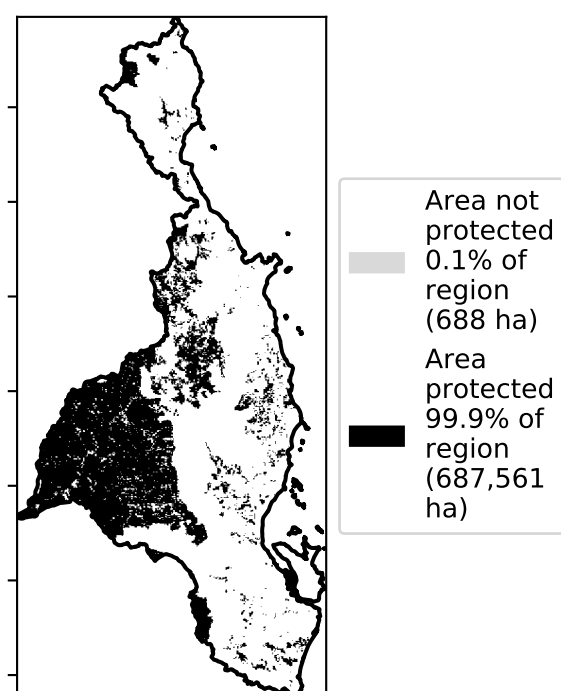 Area not
protected
0.1% of
region
(688 ha)
Area
protected
99.9% of
region
(687,561
ha)